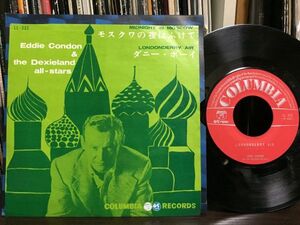 LL-322
MIDNIGHT IN MOSCOW
モスクワの夜はふけて
Eddie Condon
&
the Dexieland
all-stars
LONDONDERRY AIR
ダニー・ボーイ
COLUMBIA RECORDS
COLUMBIA
LONDONDERRY AIR